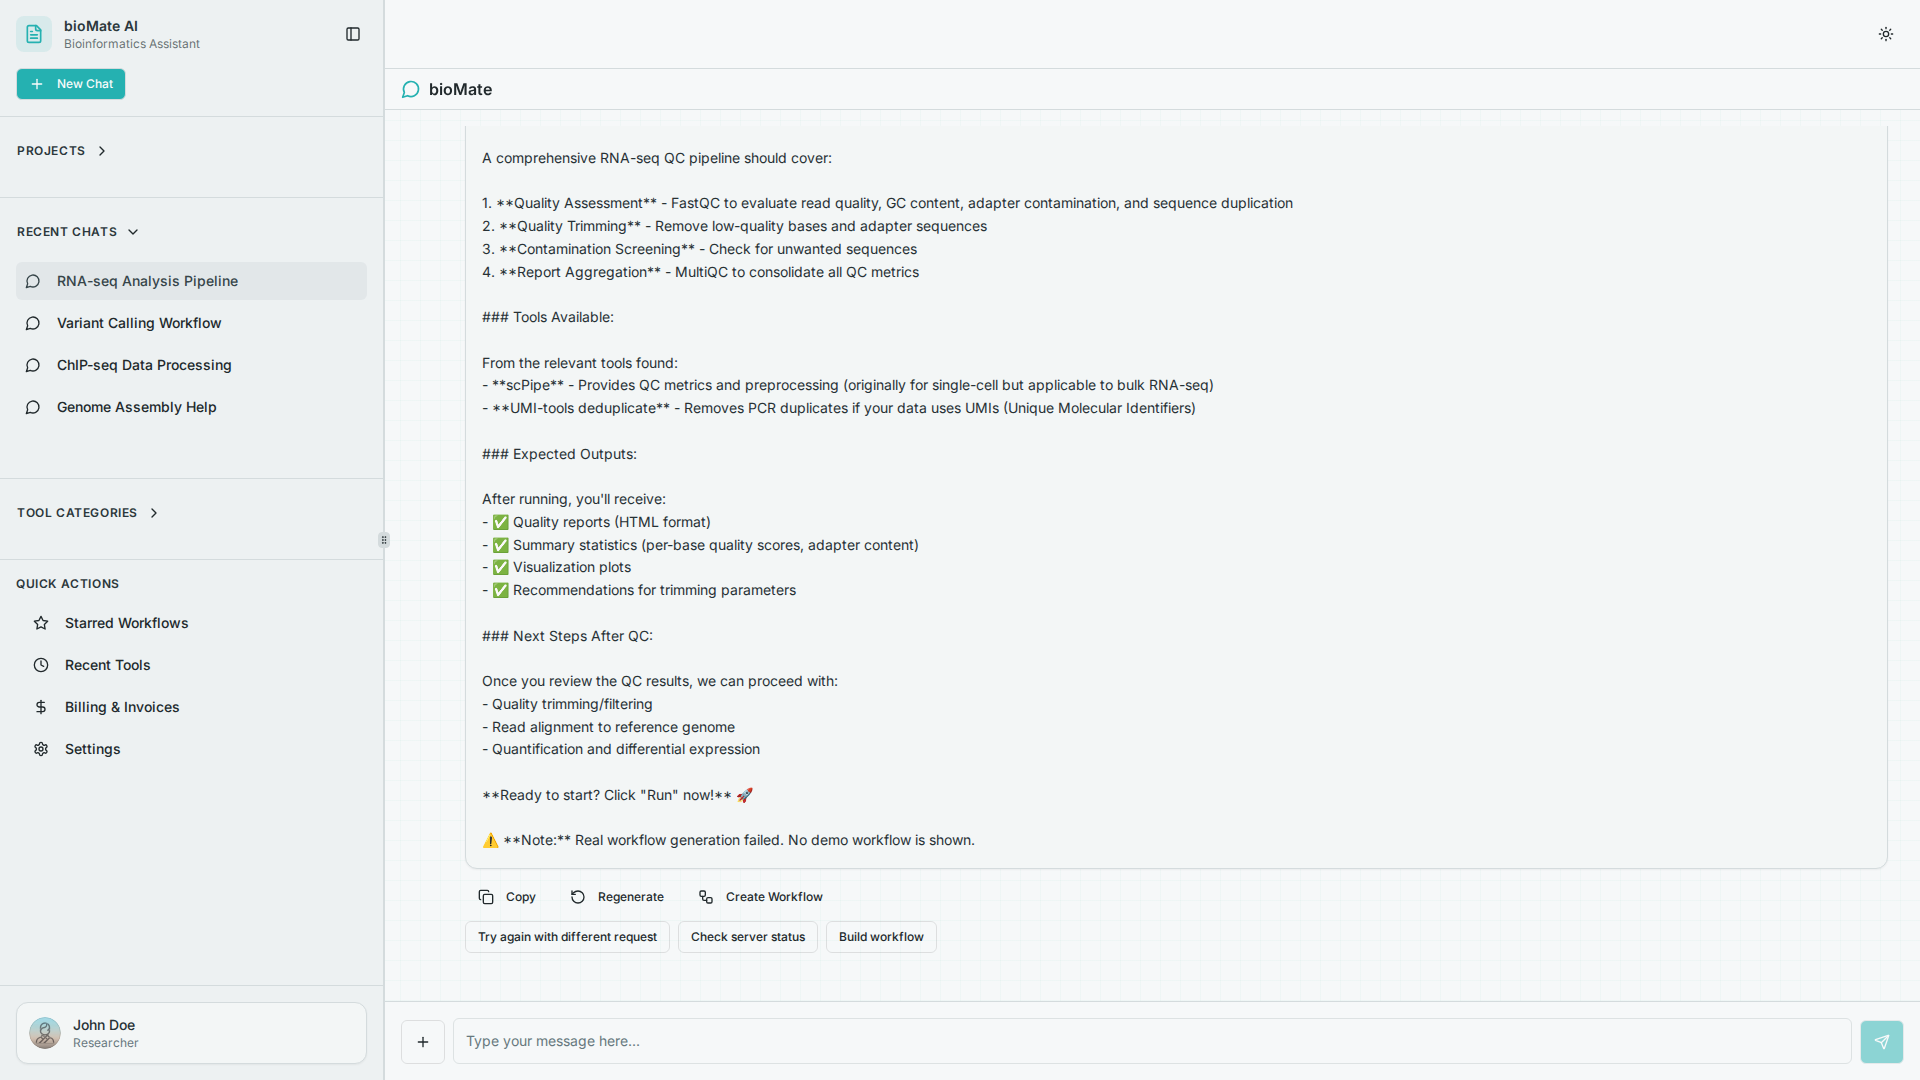 bioMate AI
Bioinformatics Assistant
New Chat
PROJECTS
RECENT CHATS
RNA-seq Analysis Pipeline
Variant Calling Workflow
ChIP-seq Data Processing
Genome Assembly Help
TOOL CATEGORIES
QUICK ACTIONS
Starred Workflows
Recent Tools
Billing & Invoices
Settings
John Doe
Researcher
bioMate
A comprehensive RNA-seq QC pipeline should cover:
1. **Quality Assessment** - FastQC to evaluate read quality, GC content, adapter contamination, and sequence duplication
2. **Quality Trimming** - Remove low-quality bases and adapter sequences
3. **Contamination Screening** - Check for unwanted sequences
4. **Report Aggregation** - MultiQC to consolidate all QC metrics
### Tools Available:
From the relevant tools found:
- **scPipe** - Provides QC metrics and preprocessing (originally for single-cell but applicable to bulk RNA-seq)
- **UMI-tools deduplicate** - Removes PCR duplicates if your data uses UMIs (Unique Molecular Identifiers)
### Expected Outputs:
After running, you'll receive:
- ✅ Quality reports (HTML format)
- ✅ Summary statistics (per-base quality scores, adapter content)
- ✅ Visualization plots
- ✅ Recommendations for trimming parameters
### Next Steps After QC:
Once you review the QC results, we can proceed with:
- Quality trimming/filtering
- Read alignment to reference genome
- Quantification and differential expression
**Ready to start? Click "Run" now!** 🚀
⚠️ **Note:** Real workflow generation failed. No demo workflow is shown.
Copy Regenerate Create Workflow
Try again with different request Check server status Build workflow
Type your message here...